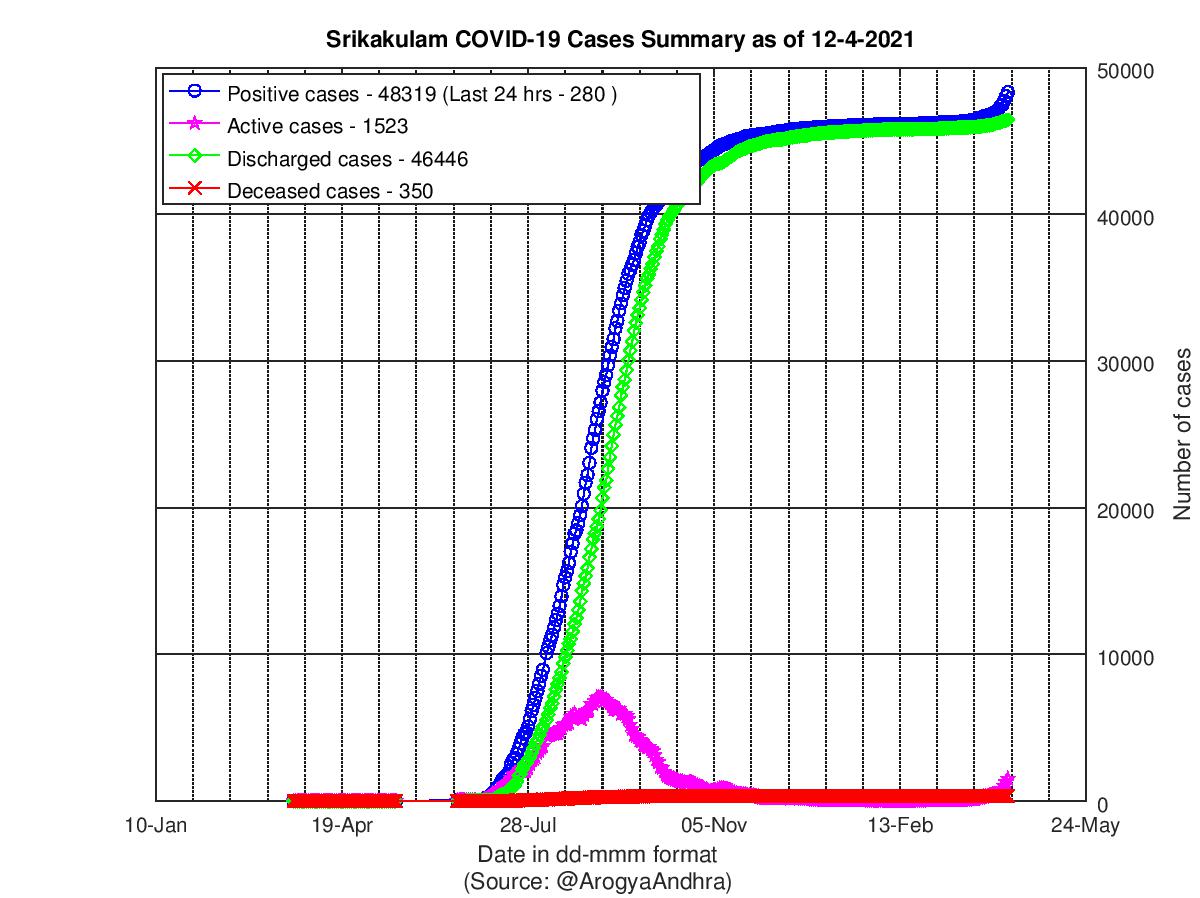 Srikakulam COVID-19 Cases Summary as of 12-4-2021
Positive cases - 48319 (Last 24 hrs - 280 )
Active cases - 1523
Discharged cases - 46446
Deceased cases - 350
50000
40000
30000
20000
10000
0
Number of cases
10-Jan 19-Apr 28-Jul 05-Nov 13-Feb 24-May
Date in dd-mmm format
(Source: @ArogyaAndhra)